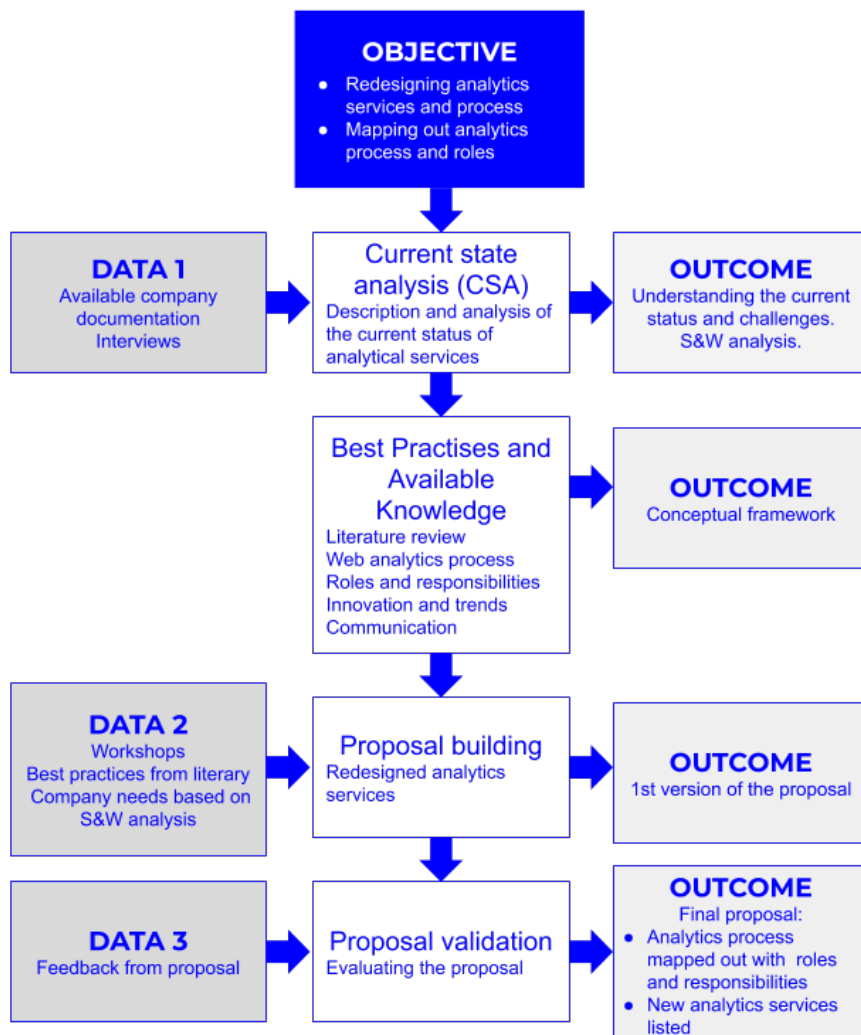 OBJECTIVE
● Redesigning analytics
services and process
● Mapping out analytics
process and roles
DATA 1
Available company
documentation
Interviews
Current state
analysis (CSA)
Description and analysis of
the current status of
analytical services
OUTCOME
Understanding the current
status and challenges.
S&W analysis.
Best Practises and
Available
Knowledge
Literature review
Web analytics process
Roles and responsibilities
Innovation and trends
Communication
OUTCOME
Conceptual framework
DATA 2
Workshops
Best practices from literary
Company needs based on
S&W analysis
Proposal building
Redesigned analytics
services
OUTCOME
1st version of the proposal
DATA 3
Feedback from proposal
Proposal validation
Evaluating the proposal
OUTCOME
Final proposal:
● Analytics process
mapped out with roles
and responsibilities
● New analytics services
listed